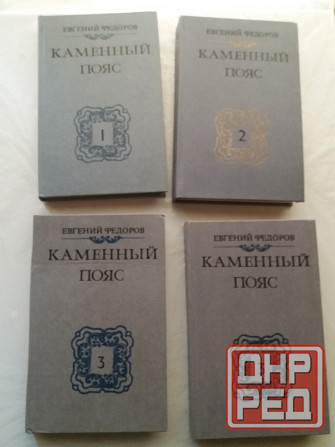 ЕВГЕНИЙ ФЕДОРОВ
КАМЕННЫЙ
ПОЯС
1
ЕВГЕНИЙ ФЕДОРОВ
КАМЕННЫЙ
ПОЯС
2
ЕВГЕНИЙ ФЕДОРОВ
КАМЕННЫЙ
ПОЯС
3
ЕВГЕНИЙ ФЕДОРОВ
КАМЕННЫЙ
ПОЯС
ДНР
РЕД